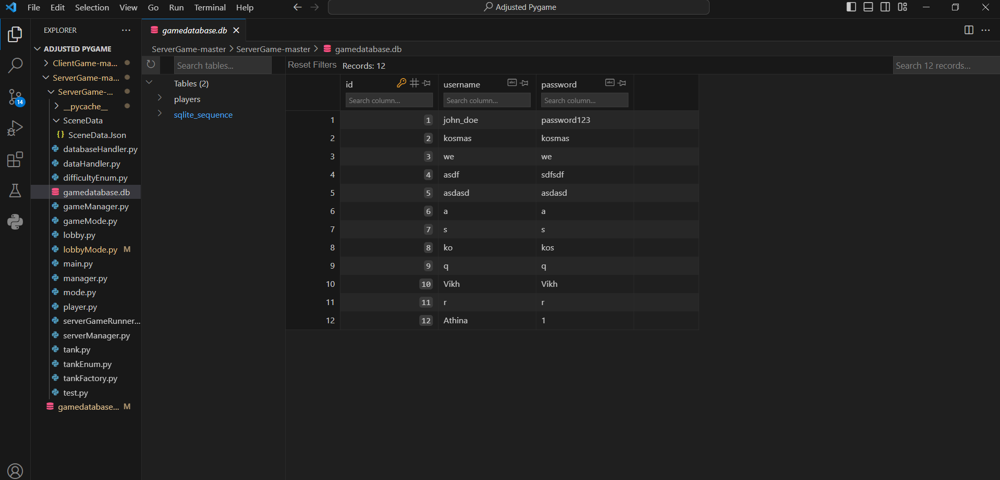 File Edit Selection View Go Run Terminal Help
Adjusted Pygame
EXPLORER
ADJUSTED PYGAME
ClientGame-ma...
ServerGame-ma...
ServerGame-...
__pycache__
SceneData
{} SceneData.Json
databaseHandler.py
dataHandler.py
difficultyEnum.py
gamedatabase.db
gameManager.py
gameMode.py
lobby.py
lobbyMode.py M
main.py
manager.py
mode.py
player.py
serverGameRunner...
serverManager.py
tank.py
tankEnum.py
tankFactory.py
test.py
gamedatabase... M
14
gamedatabase.db
ServerGame-master > ServerGame-master > gamedatabase.db
Search tables...
Reset Filters Records: 12
Search 12 records...
Tables (2)
players
sqlite_sequence
id username password
abc abc
Search column... Search column... Search column...
1 1 john_doe password123
2 2 kosmas kosmas
3 3 we we
4 4 asdf sdfsdf
5 5 asdasd asdasd
6 6 a a
7 7 s s
8 8 ko kos
9 9 q q
10 10 Vikh Vikh
11 11 r r
12 12 Athina 1